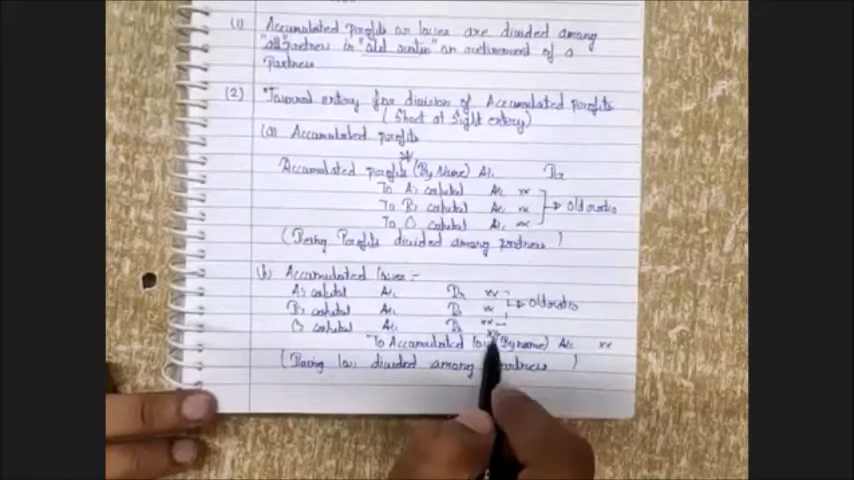 (1) Accumulated profits or losses are divided among
"all" partners in "old ratio" on retirement of a
Partners
(2) Journal entry for division of Accumulated profits
( Shoot at sight entry)
(a) Accumulated profits
Accumulated profits (By Name) A/c Dr
To A's capital A/c xx
To B's capital A/c xx Old ratio
To C capital A/c xx
(Being Profits divided among partners )
(b) Accumulated losses :-
A's capital A/c Dr xx
B's capital A/c Dr xx Old ratio
C's capital A/c Dr xx
To Accumulated loss (By name) A/c xx
( Being loss divided among partners )